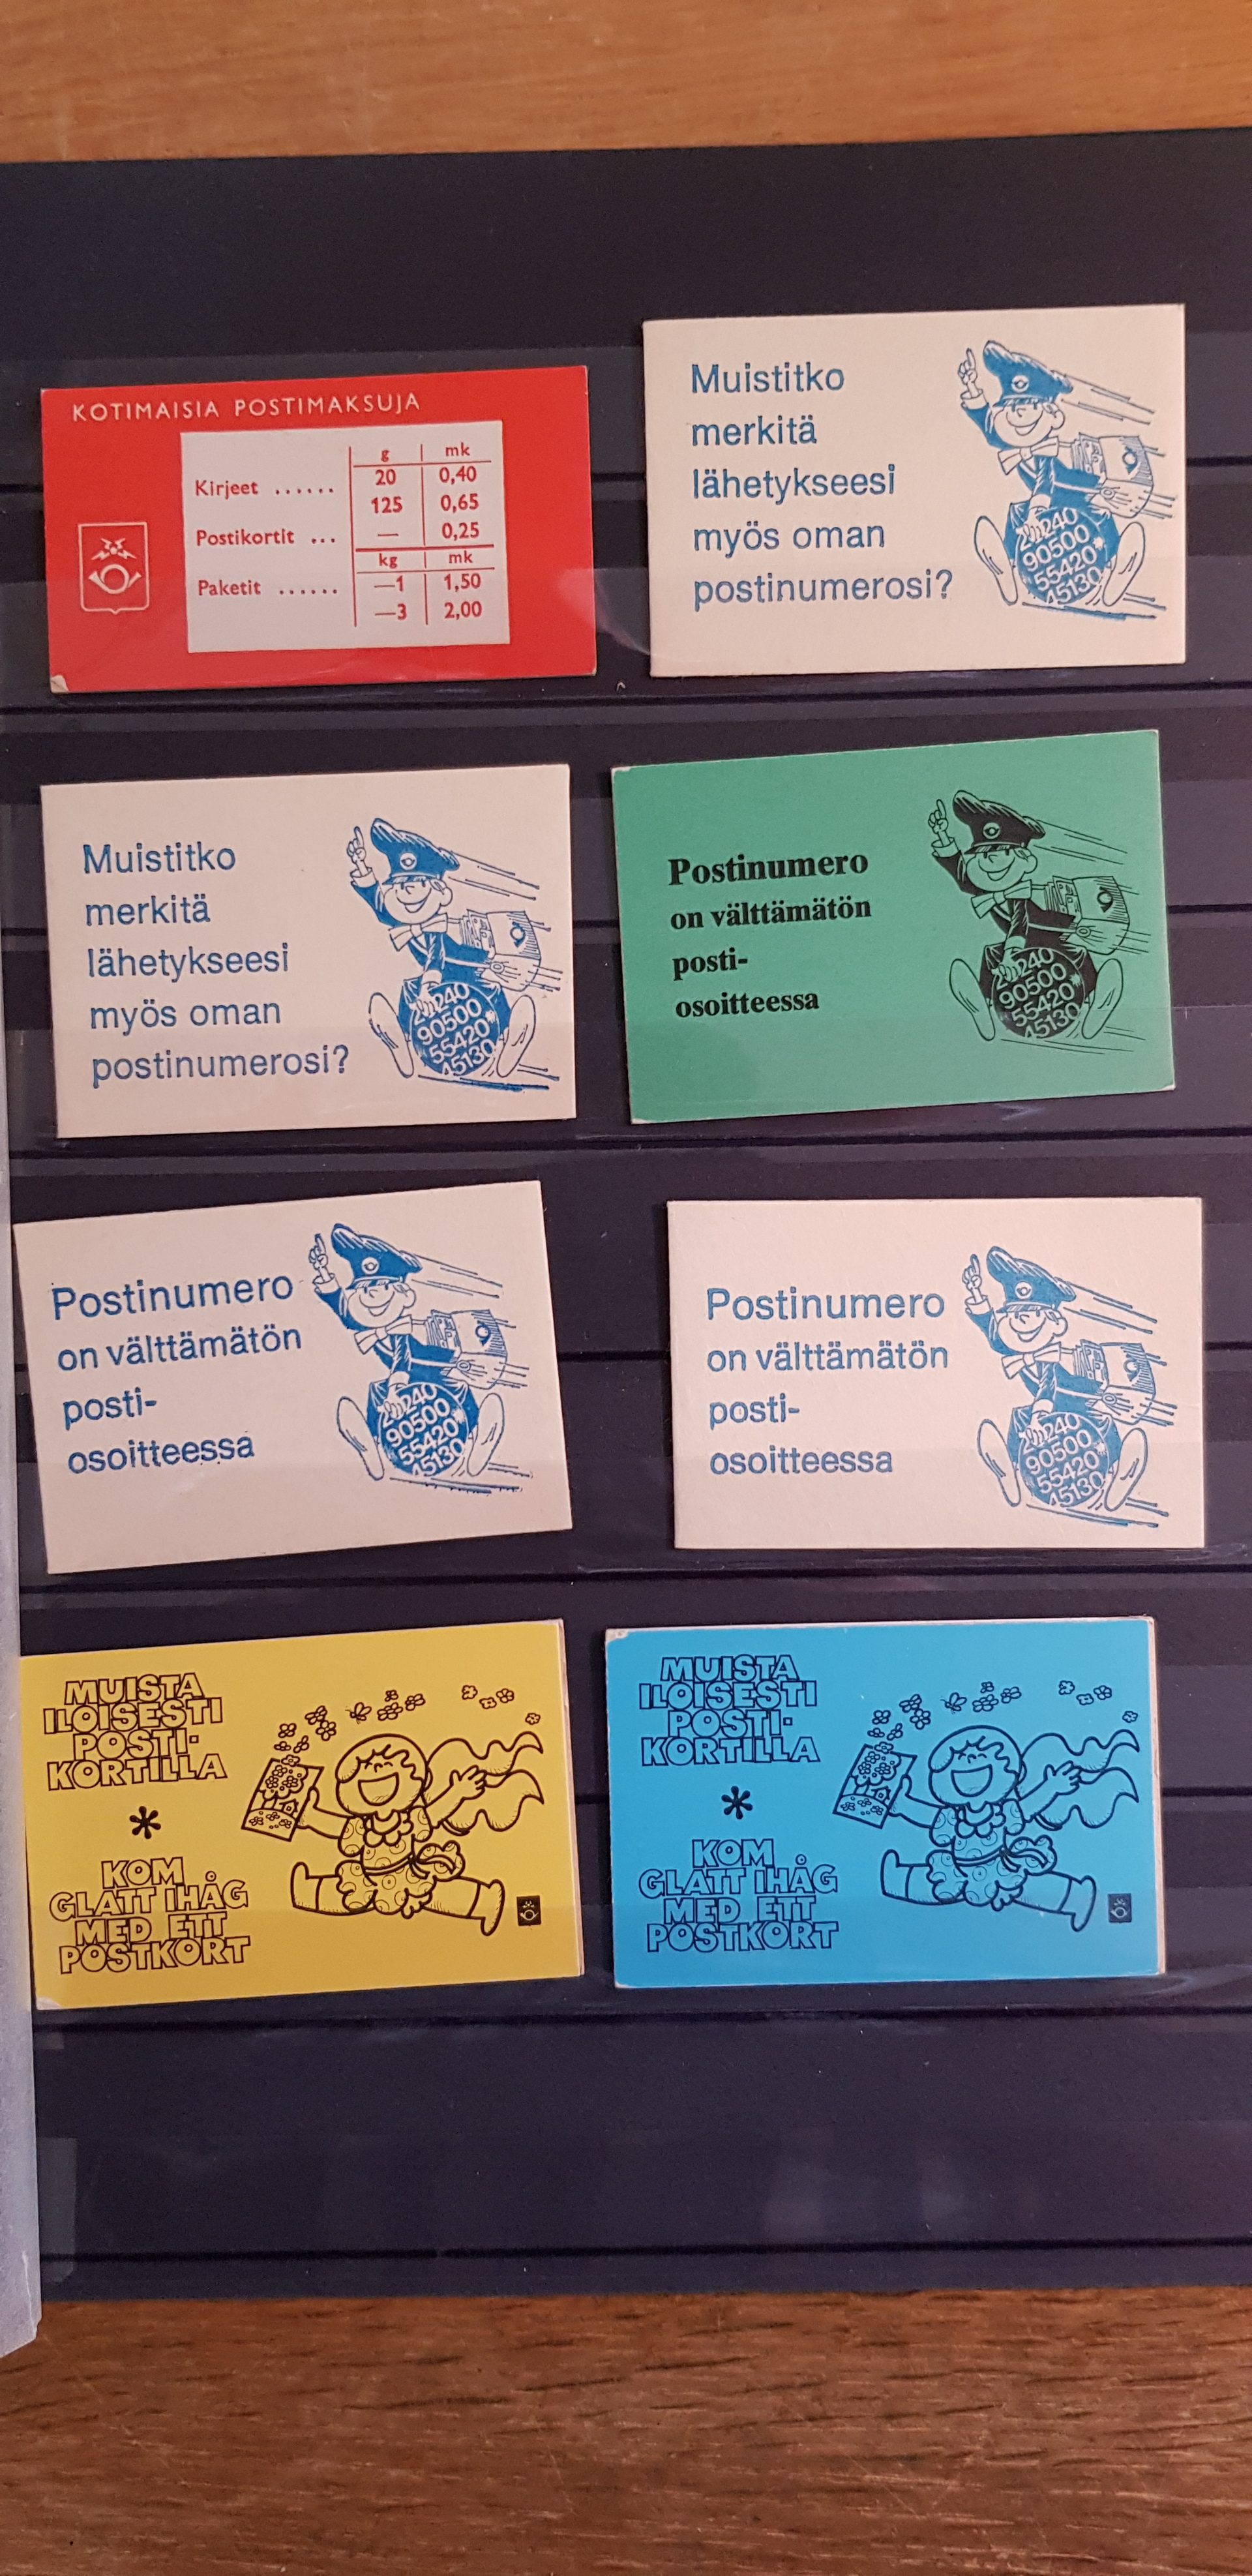 KOTIMAISIA POSTIMAKSUJA
g mk
Kirjeet ...... 20 0,40
125 0,65
Postikortit ... — 0,25
kg mk
Paketit ...... —1 1,50
—3 2,00
Muistitko
merkitä
lähetykseesi
myös oman
postinumerosi?
20240
90500
55420
45130
Muistitko
merkitä
lähetykseesi
myös oman
postinumerosi?
20240
90500
55420
45130
Postinumero
on välttämätön
posti-
osoitteessa
20240
90500
55420
45130
Postinumero
on välttämätön
posti-
osoitteessa
20240
90500
55420
45130
Postinumero
on välttämätön
posti-
osoitteessa
20240
90500
55420
45130
MUISTA
ILOISESTI
POSTI-
KORTILLA
*
KOM
GLATT IHÅG
MED ETT
POSTKORT
MUISTA
ILOISESTI
POSTI-
KORTILLA
*
KOM
GLATT IHÅG
MED ETT
POSTKORT